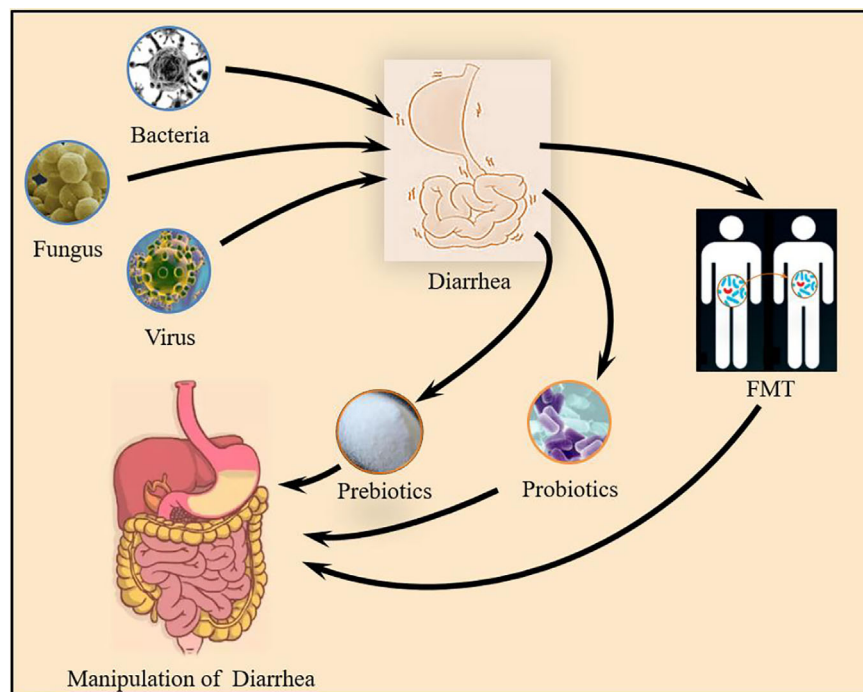 Bacteria
Fungus
Virus
Diarrhea
FMT
Prebiotics
Probiotics
Manipulation of Diarrhea